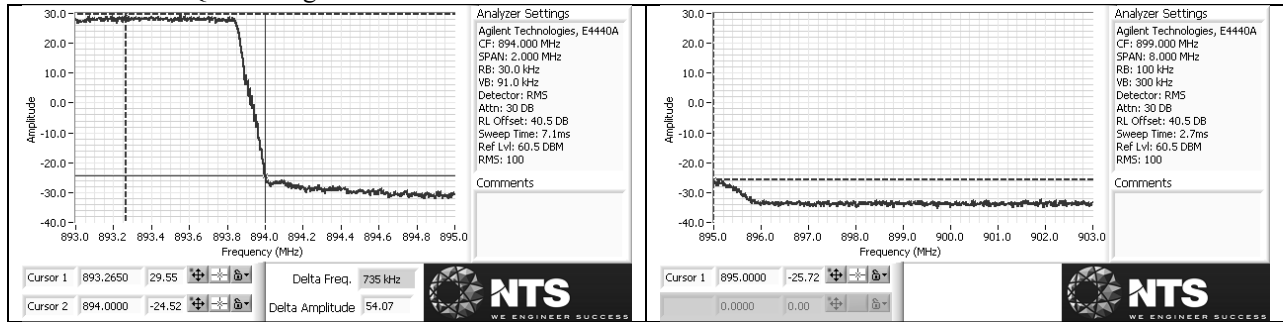 Analyzer Settings
Agilent Technologies, E4440A
CF: 894.000 MHz
SPAN: 2.000 MHz
RB: 30.0 kHz
VB: 91.0 kHz
Detector: RMS
Attn: 30 DB
RL Offset: 40.5 DB
Sweep Time: 7.1ms
Ref Lvl: 60.5 DBM
RMS: 100
Comments
Amplitude
30.0
20.0
10.0
0.0
-10.0
-20.0
-30.0
-40.0
893.0 893.2 893.4 893.6 893.8 894.0 894.2 894.4 894.6 894.8 895.0
Frequency (MHz)
Cursor 1 893.2650 29.55
Cursor 2 894.0000 -24.52
Delta Freq. 735 kHz
Delta Amplitude 54.07
NTS
WE ENGINEER SUCCESS
Analyzer Settings
Agilent Technologies, E4440A
CF: 899.000 MHz
SPAN: 8.000 MHz
RB: 100 kHz
VB: 300 kHz
Detector: RMS
Attn: 30 DB
RL Offset: 40.5 DB
Sweep Time: 2.7ms
Ref Lvl: 60.5 DBM
RMS: 100
Comments
Amplitude
30.0
20.0
10.0
0.0
-10.0
-20.0
-30.0
-40.0
895.0 896.0 897.0 898.0 899.0 900.0 901.0 902.0 903.0
Frequency (MHz)
Cursor 1 895.0000 -25.72
0.0000 0.00
NTS
WE ENGINEER SUCCESS